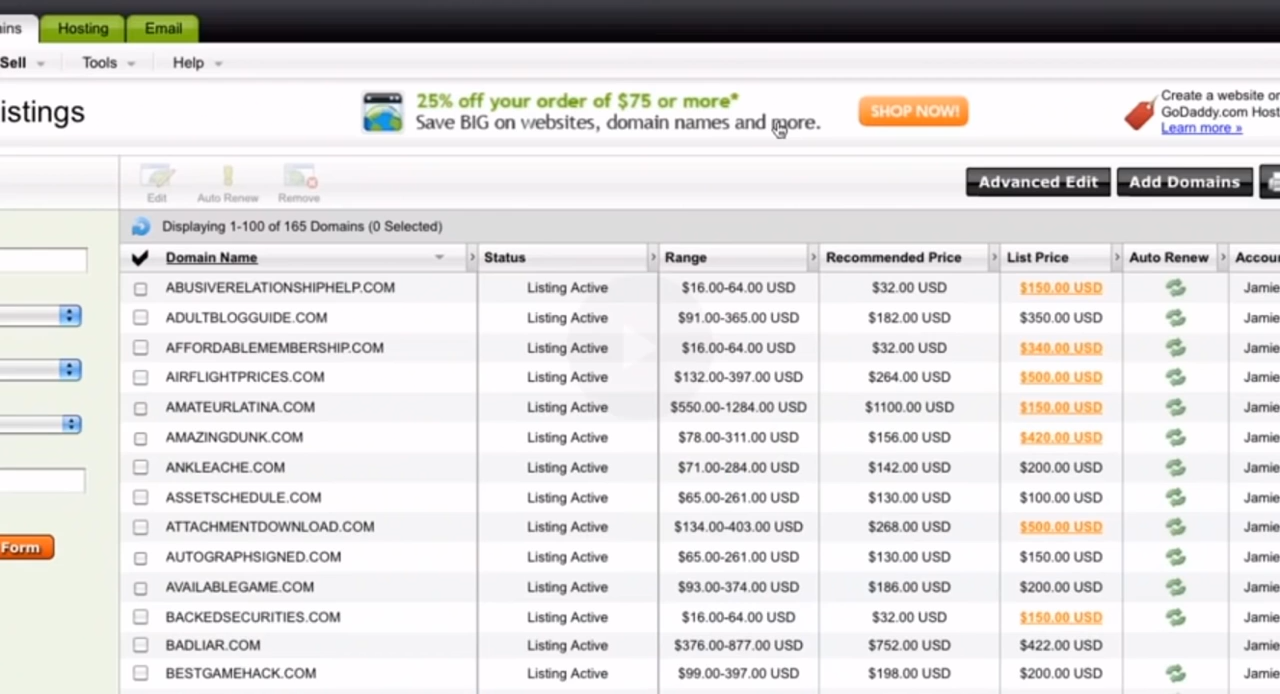 ins Hosting Email
Sell Tools Help
istings
25% off your order of $75 or more*
Save BIG on websites, domain names and more.
SHOP NOW!
Create a website or
GoDaddy.com Host
Learn more »
Edit Auto Renew Remove
Advanced Edit Add Domains
Displaying 1-100 of 165 Domains (0 Selected)
Domain Name Status Range Recommended Price List Price Auto Renew Accou
ABUSIVERELATIONSHIPHELP.COM Listing Active $16.00-64.00 USD $32.00 USD $150.00 USD Jamie
ADULTBLOGGUIDE.COM Listing Active $91.00-365.00 USD $182.00 USD $350.00 USD Jamie
AFFORDABLEMEMBERSHIP.COM Listing Active $16.00-64.00 USD $32.00 USD $340.00 USD Jamie
AIRFLIGHTPRICES.COM Listing Active $132.00-397.00 USD $264.00 USD $500.00 USD Jamie
AMATEURLATINA.COM Listing Active $550.00-1284.00 USD $1100.00 USD $150.00 USD Jamie
AMAZINGDUNK.COM Listing Active $78.00-311.00 USD $156.00 USD $420.00 USD Jamie
ANKLEACHE.COM Listing Active $71.00-284.00 USD $142.00 USD $200.00 USD Jamie
ASSETSCHEDULE.COM Listing Active $65.00-261.00 USD $130.00 USD $100.00 USD Jamie
ATTACHMENTDOWNLOAD.COM Listing Active $134.00-403.00 USD $268.00 USD $500.00 USD Jamie
Form
AUTOGRAPHSIGNED.COM Listing Active $65.00-261.00 USD $130.00 USD $150.00 USD Jamie
AVAILABLEGAME.COM Listing Active $93.00-374.00 USD $186.00 USD $200.00 USD Jamie
BACKEDSECURITIES.COM Listing Active $16.00-64.00 USD $32.00 USD $150.00 USD Jamie
BADLIAR.COM Listing Active $376.00-877.00 USD $752.00 USD $422.00 USD Jamie
BESTGAMEHACK.COM Listing Active $99.00-397.00 USD $198.00 USD $200.00 USD Jamie